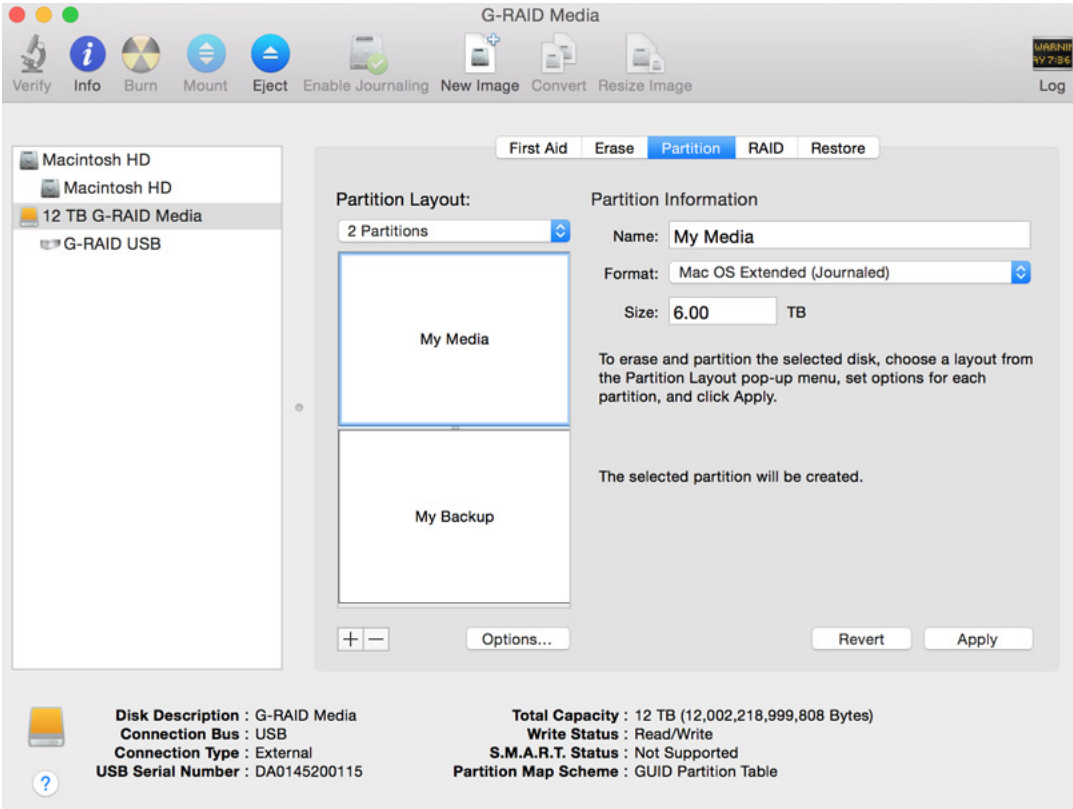 G-RAID Media
WARNIN
AY 7:36
Verify Info Burn Mount Eject Enable Journaling New Image Convert Resize Image Log
First Aid Erase Partition RAID Restore
Macintosh HD
Macintosh HD
12 TB G-RAID Media
G-RAID USB
Partition Layout:
2 Partitions
My Media
My Backup
Options...
Partition Information
Name: My Media
Format: Mac OS Extended (Journaled)
Size: 6.00 TB
To erase and partition the selected disk, choose a layout from
the Partition Layout pop-up menu, set options for each
partition, and click Apply.
The selected partition will be created.
Revert Apply
Disk Description : G-RAID Media
Connection Bus : USB
Connection Type : External
USB Serial Number : DA0145200115
Total Capacity : 12 TB (12,002,218,999,808 Bytes)
Write Status : Read/Write
S.M.A.R.T. Status : Not Supported
Partition Map Scheme : GUID Partition Table